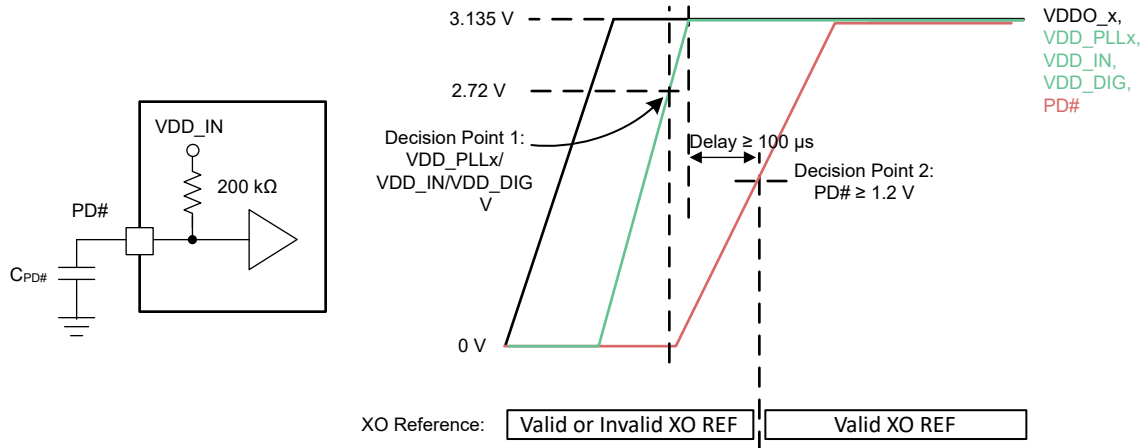 VDD_IN
200 kΩ
PD#
CPD#
3.135 V
2.72 V
0 V
Decision Point 1:
VDD_PLLx/
VDD_IN/VDD_DIG
V
Delay ≥ 100 µs
Decision Point 2:
PD# ≥ 1.2 V
VDDO_x,
VDD_PLLx,
VDD_IN,
VDD_DIG,
PD#
XO Reference:
Valid or Invalid XO REF
Valid XO REF